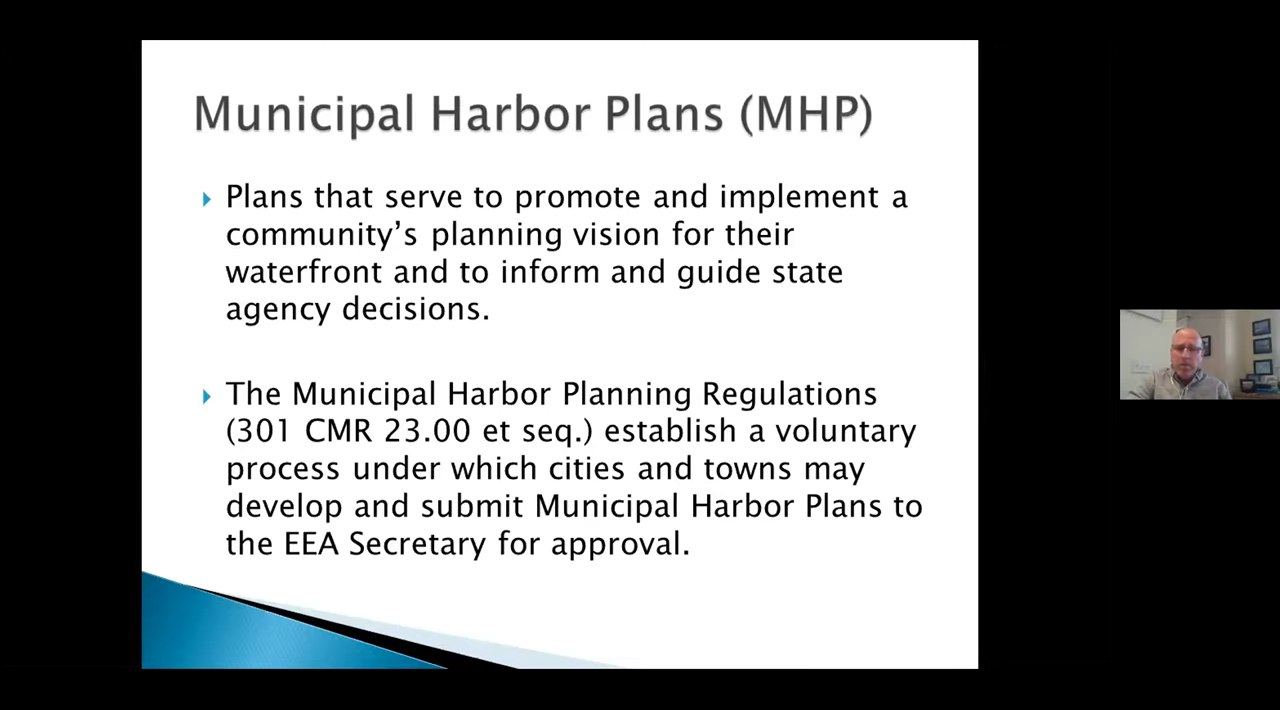 Municipal Harbor Plans (MHP)
Plans that serve to promote and implement a
community’s planning vision for their
waterfront and to inform and guide state
agency decisions.
The Municipal Harbor Planning Regulations
(301 CMR 23.00 et seq.) establish a voluntary
process under which cities and towns may
develop and submit Municipal Harbor Plans to
the EEA Secretary for approval.